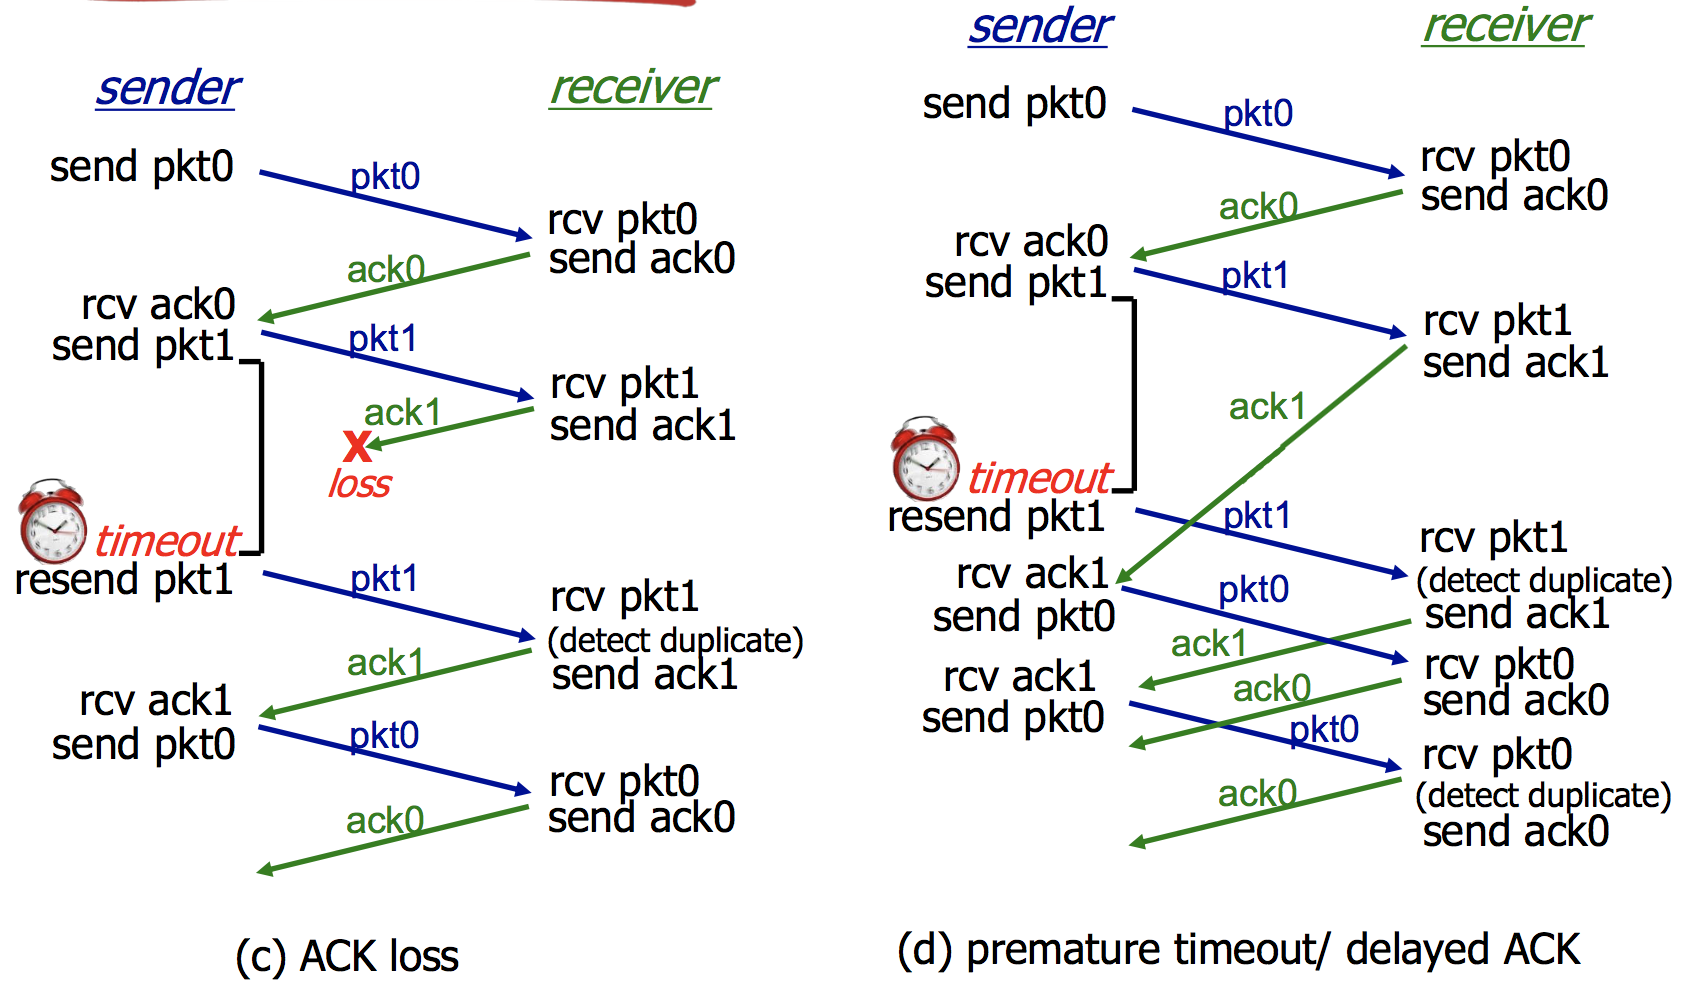 sender
receiver
send pkt0
pkt0
rcv pkt0
send ack0
ack0
rcv ack0
send pkt1
pkt1
rcv pkt1
send ack1
ack1
X
loss
timeout
resend pkt1
pkt1
rcv pkt1
(detect duplicate)
send ack1
ack1
rcv ack1
send pkt0
pkt0
rcv pkt0
send ack0
ack0
(c) ACK loss
sender
receiver
send pkt0
pkt0
rcv pkt0
send ack0
ack0
rcv ack0
send pkt1
pkt1
rcv pkt1
send ack1
ack1
timeout
resend pkt1
pkt1
rcv pkt1
(detect duplicate)
send ack1
rcv ack1
send pkt0
pkt0
ack1
rcv pkt0
send ack0
rcv ack1
send pkt0
ack0
pkt0
rcv pkt0
(detect duplicate)
send ack0
ack0
(d) premature timeout/ delayed ACK